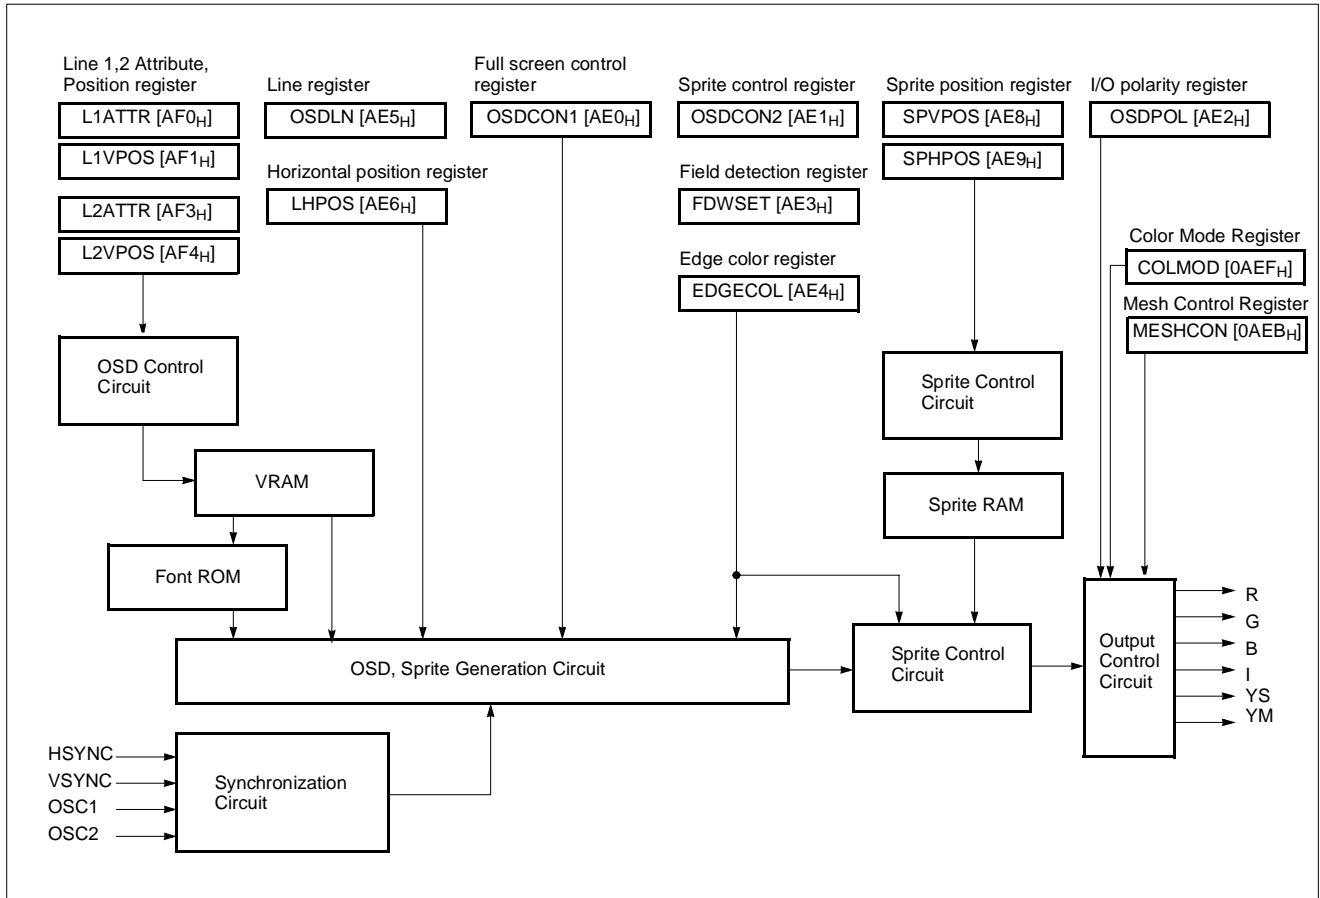 Line 1,2 Attribute,
Position register
L1ATTR [AF0H]
L1VPOS [AF1H]
L2ATTR [AF3H]
L2VPOS [AF4H]
Line register
OSDLN [AE5H]
Horizontal position register
LHPOS [AE6H]
Full screen control
register
OSDCON1 [AE0H]
Sprite control register
OSDCON2 [AE1H]
Field detection register
FDWSET [AE3H]
Edge color register
EDGECOL [AE4H]
Sprite position register
SPVPOS [AE8H]
SPHPOS [AE9H]
I/O polarity register
OSDPOL [AE2H]
Color Mode Register
COLMOD [0AEFH]
Mesh Control Register
MESHCON [0AEBH]
OSD Control
Circuit
VRAM
Font ROM
Sprite Control
Circuit
Sprite RAM
OSD, Sprite Generation Circuit
Sprite Control
Circuit
Output
Control
Circuit
R
G
B
I
YS
YM
HSYNC
VSYNC
OSC1
OSC2
Synchronization
Circuit